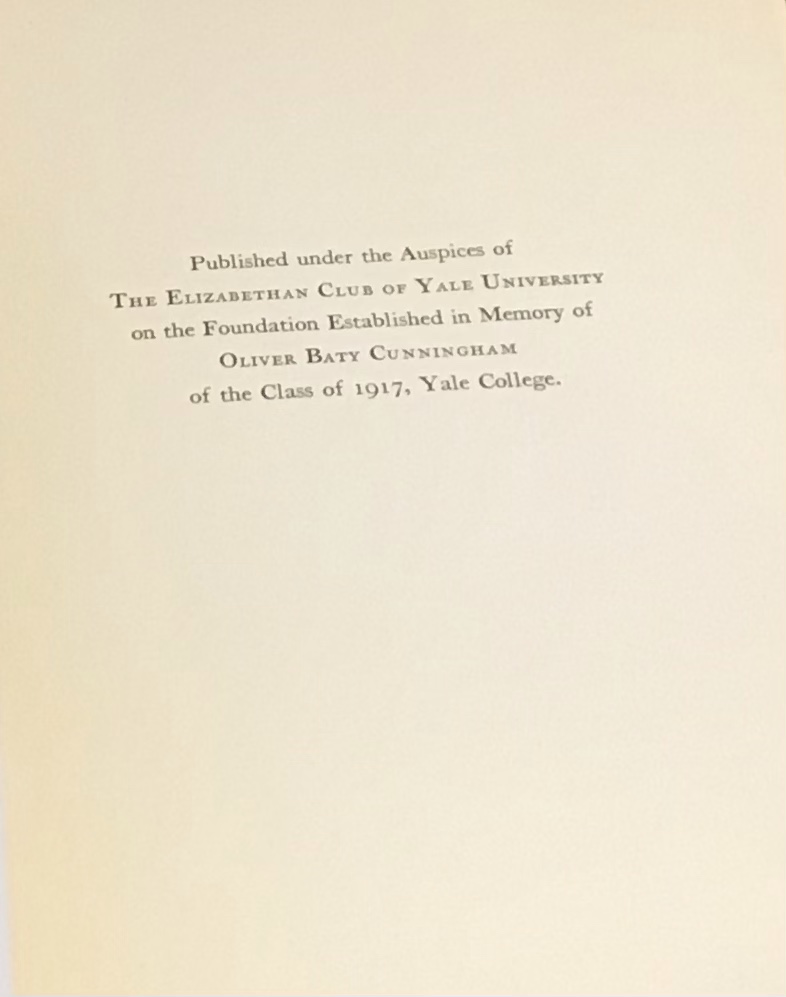 Published under the Auspices of
THE ELIZABETHAN CLUB OF YALE UNIVERSITY
on the Foundation Established in Memory of
OLIVER BATY CUNNINGHAM
of the Class of 1917, Yale College.